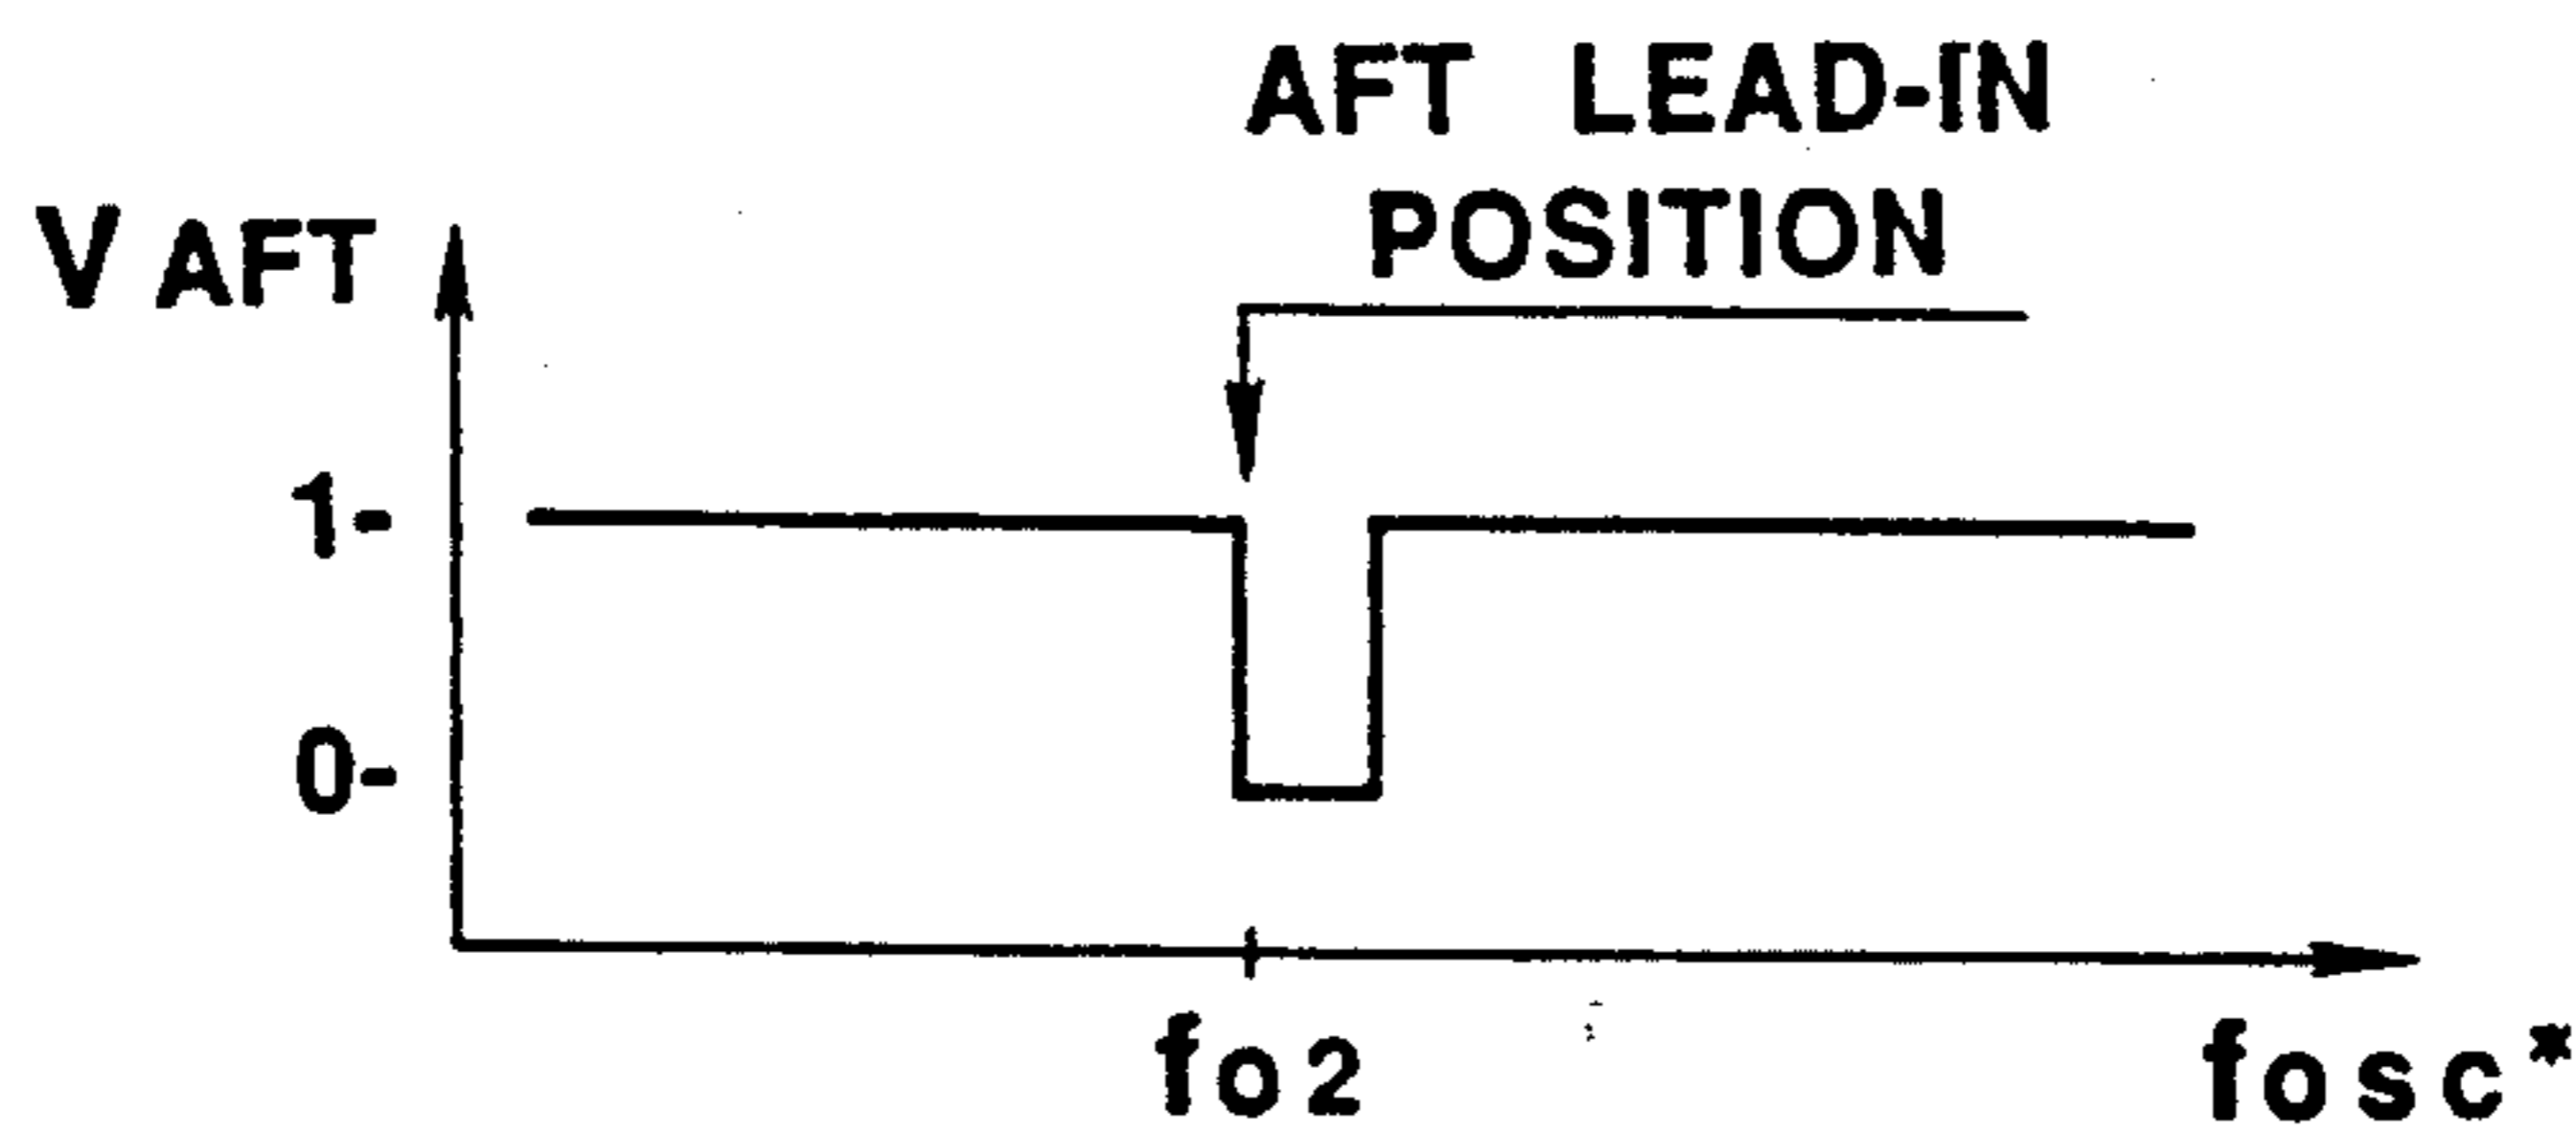 AFT LEAD-IN
POSITION
V AFT
1-
0-
fo2
fosc*